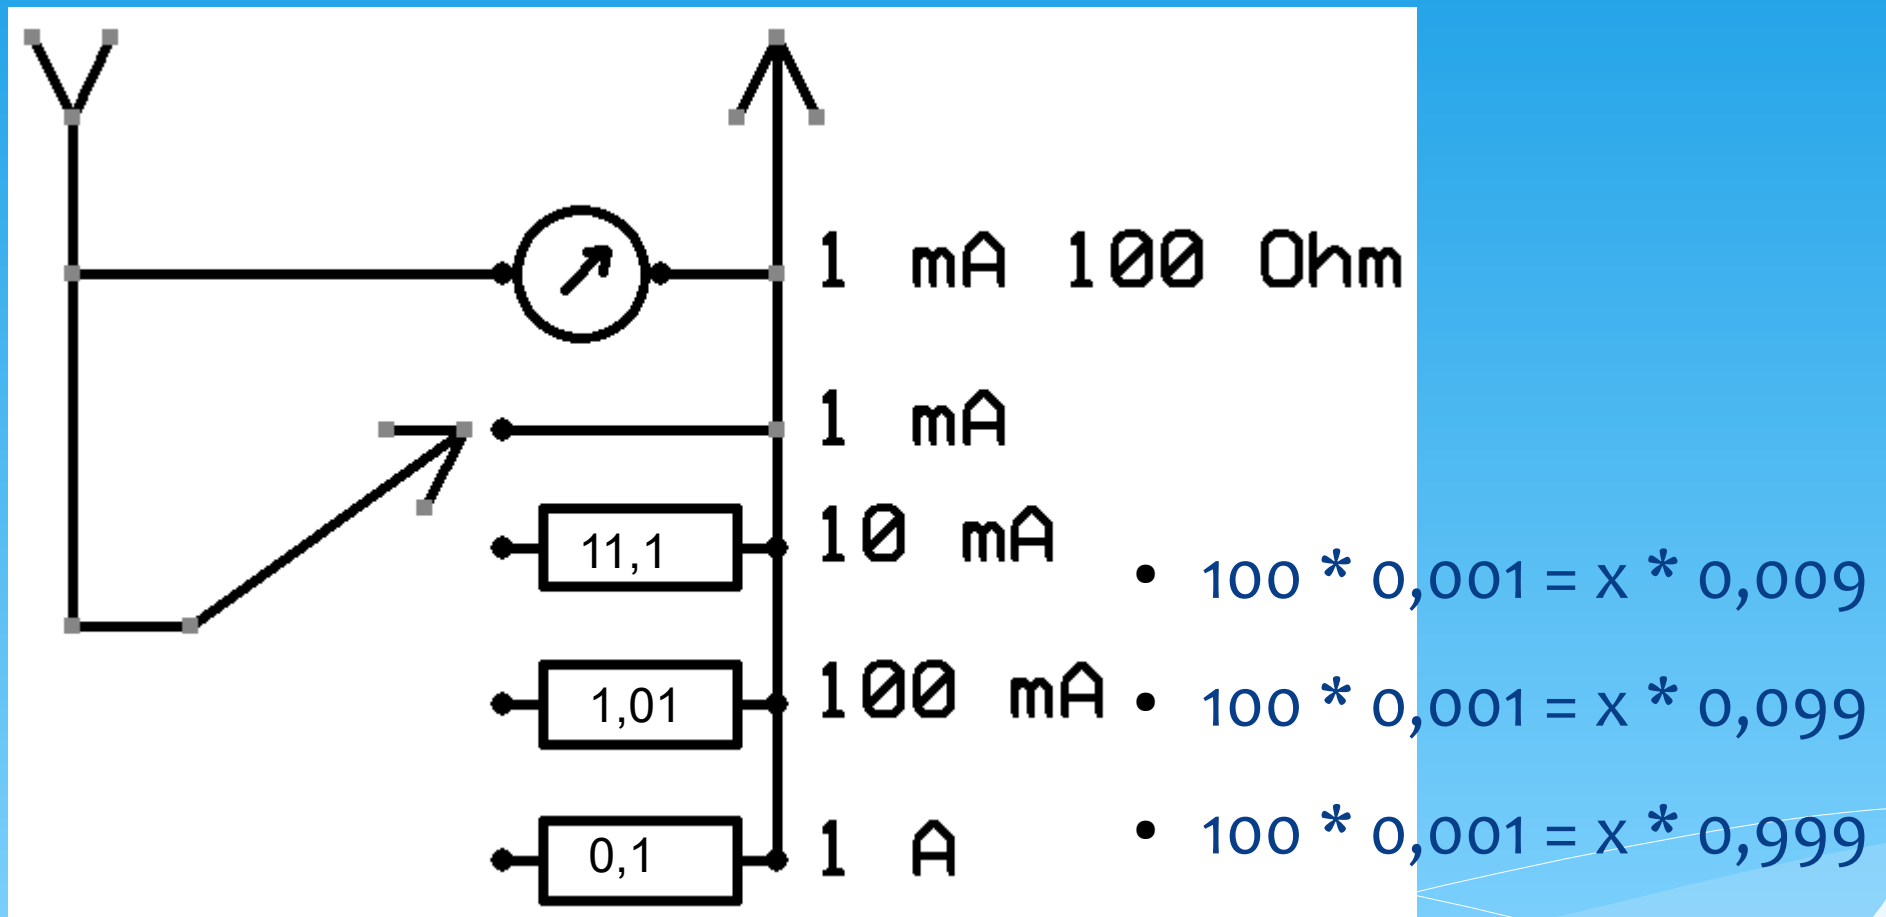 1 mA 100 Ohm
1 mA
11,1 10 mA
• 100 * 0,001 = x * 0,009
1,01 100 mA
• 100 * 0,001 = x * 0,099
0,1 1 A
• 100 * 0,001 = x * 0,999